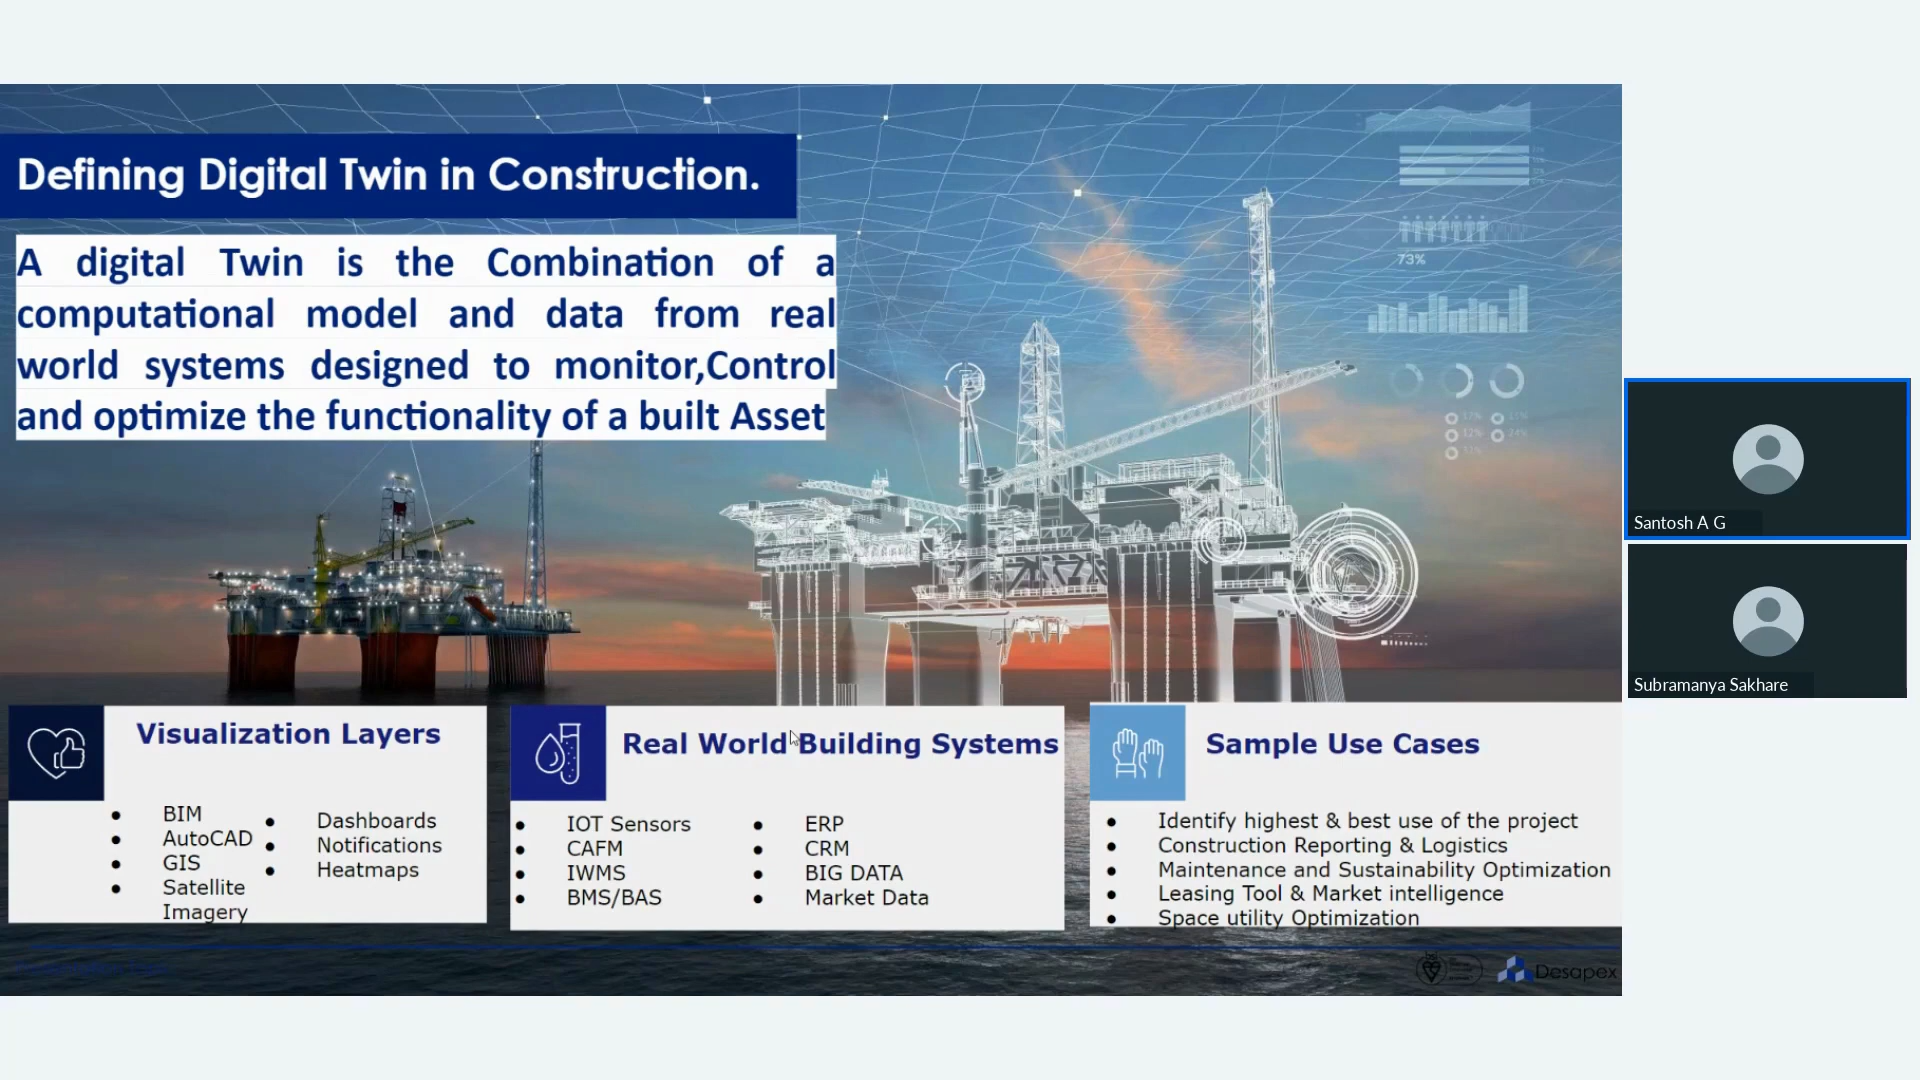 Defining Digital Twin in Construction.
A digital Twin is the Combination of a
computational model and data from real
world systems designed to monitor,Control
and optimize the functionality of a built Asset
73%
Visualization Layers
BIM
AutoCAD
GIS
Satellite
Imagery
Dashboards
Notifications
Heatmaps
Real World Building Systems
IOT Sensors
CAFM
IWMS
BMS/BAS
ERP
CRM
BIG DATA
Market Data
Sample Use Cases
Identify highest & best use of the project
Construction Reporting & Logistics
Maintenance and Sustainability Optimization
Leasing Tool & Market intelligence
Space utility Optimization
Desapex
Santosh A G
Subramanya Sakhare